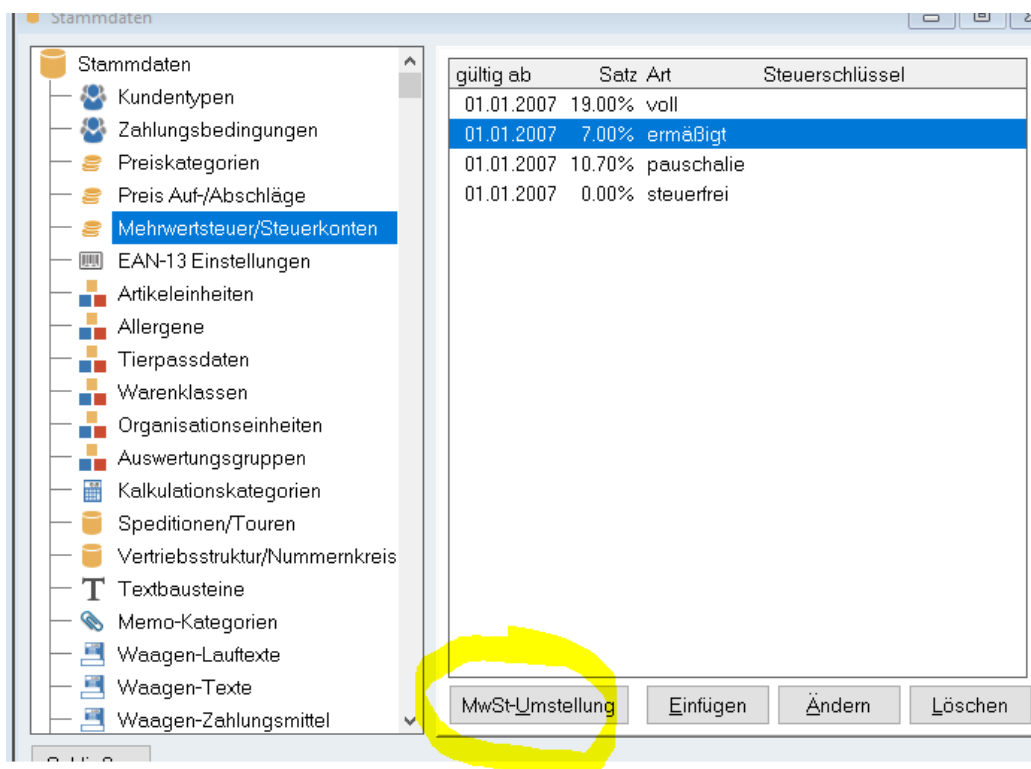 Stammdaten
Stammdaten
Kundentypen
Zahlungsbedingungen
Preiskategorien
Preis Auf-/Abschläge
Mehrwertsteuer/Steuerkonten
EAN-13 Einstellungen
Artikeleinheiten
Allergene
Tierpassdaten
Warenklassen
Organisationseinheiten
Auswertungsgruppen
Kalkulationskategorien
Speditionen/Touren
Vertriebsstruktur/Nummernkreis
Textbausteine
Memo-Kategorien
Waagen-Lauftexte
Waagen-Texte
Waagen-Zahlungsmittel
gültig ab Satz Art Steuerschlüssel
01.01.2007 19.00% voll
01.01.2007 7.00% ermäßigt
01.01.2007 10.70% pauschalie
01.01.2007 0.00% steuerfrei
MwSt-Umstellung Einfügen Ändern Löschen